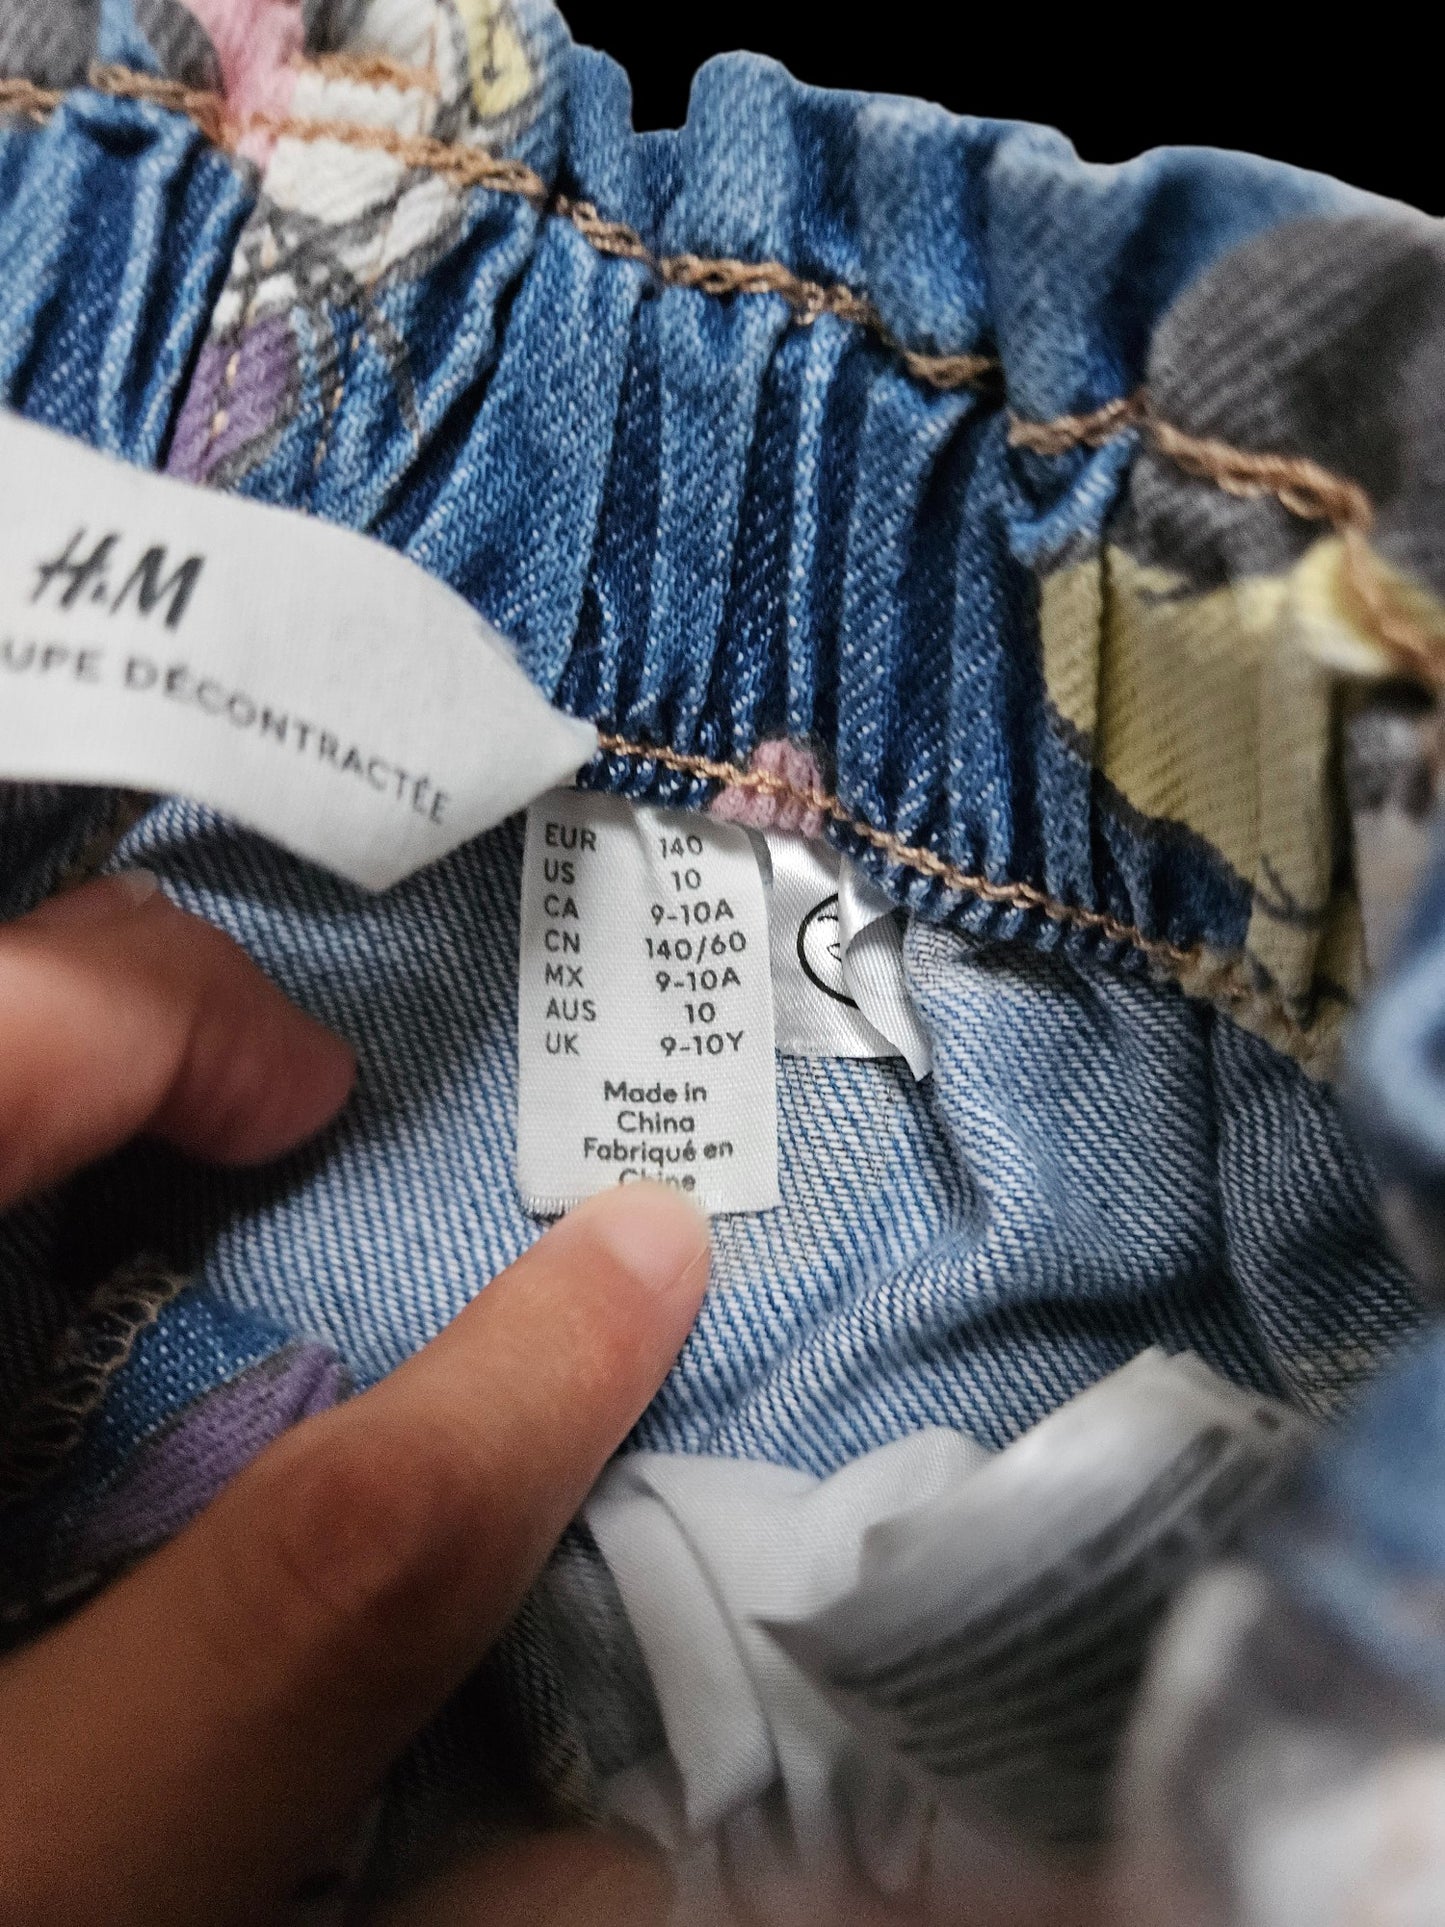 H&M
UPE DÉCONTRACTÉE
EUR 140
US 10
CA 9-10A
CN 140/60
MX 9-10A
AUS 10
UK 9-10Y
Made in
China
Fabriqué en
Chine